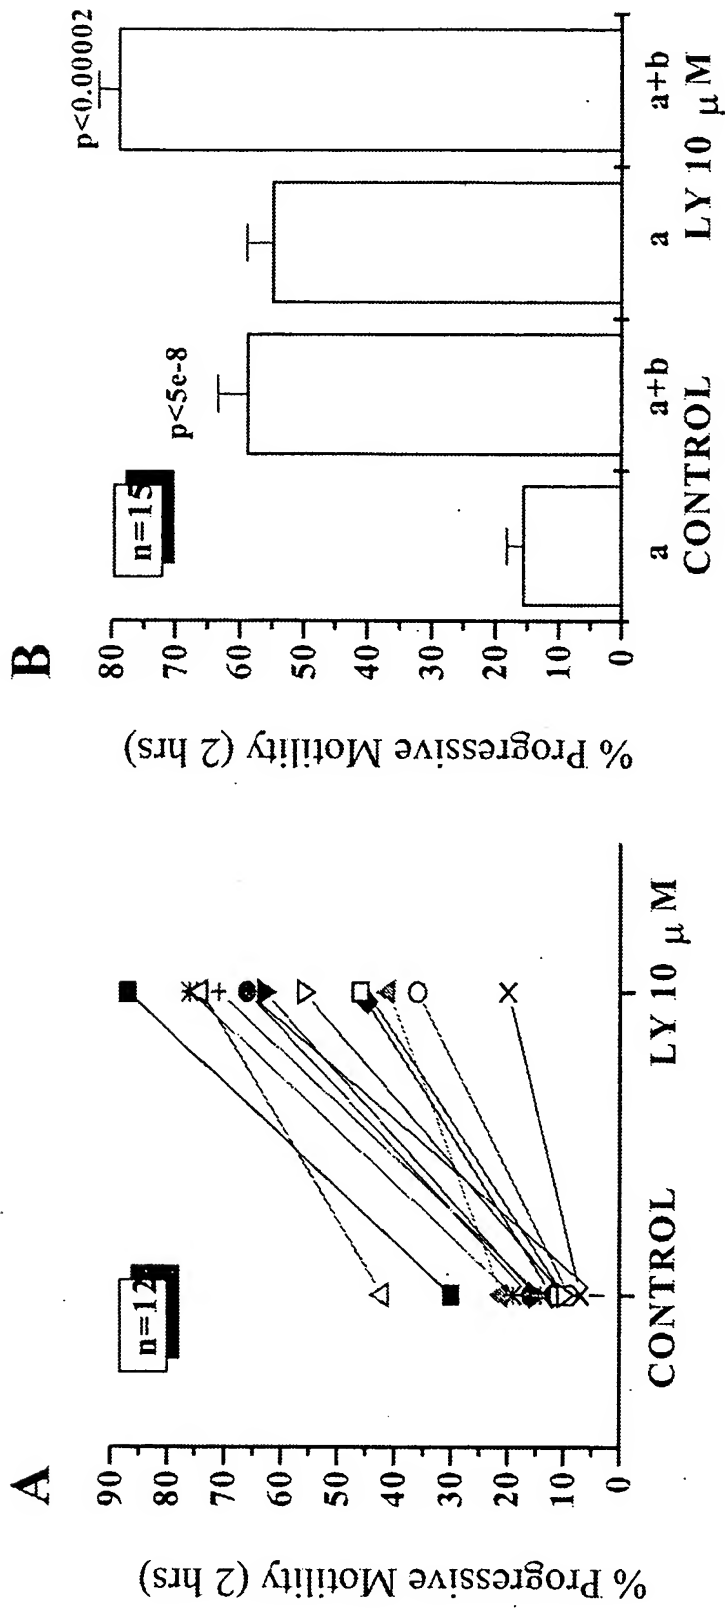 A
% Progressive Motility (2 hrs)
90
80
70
60
50
40
30
20
10
0
n=12
CONTROL
LY 10 μM
B
% Progressive Motility (2 hrs)
80
70
60
50
40
30
20
10
0
n=15
p<5e-8
p<0.00002
a
a+b
a
a+b
CONTROL
LY 10 μM